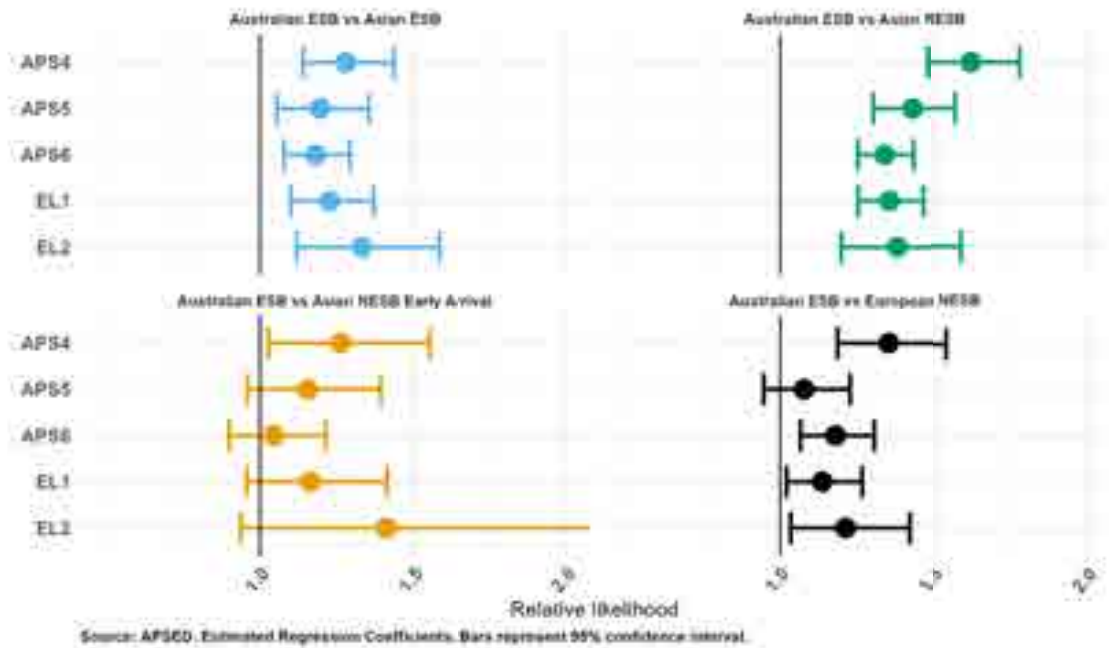 Australian ESB vs Asian ESB
Australian ESB vs Asian NESB
APS4
APS5
APS6
EL1
EL2
Australian ESB vs Asian NESB Early Arrival
Australian ESB vs European NESB
APS4
APS5
APS6
EL1
EL2
1.0 1.5 2.0 1.0 1.5 2.0
Relative likelihood
Source: APSED. Estimated Regression Coefficients. Bars represent 95% confidence interval.